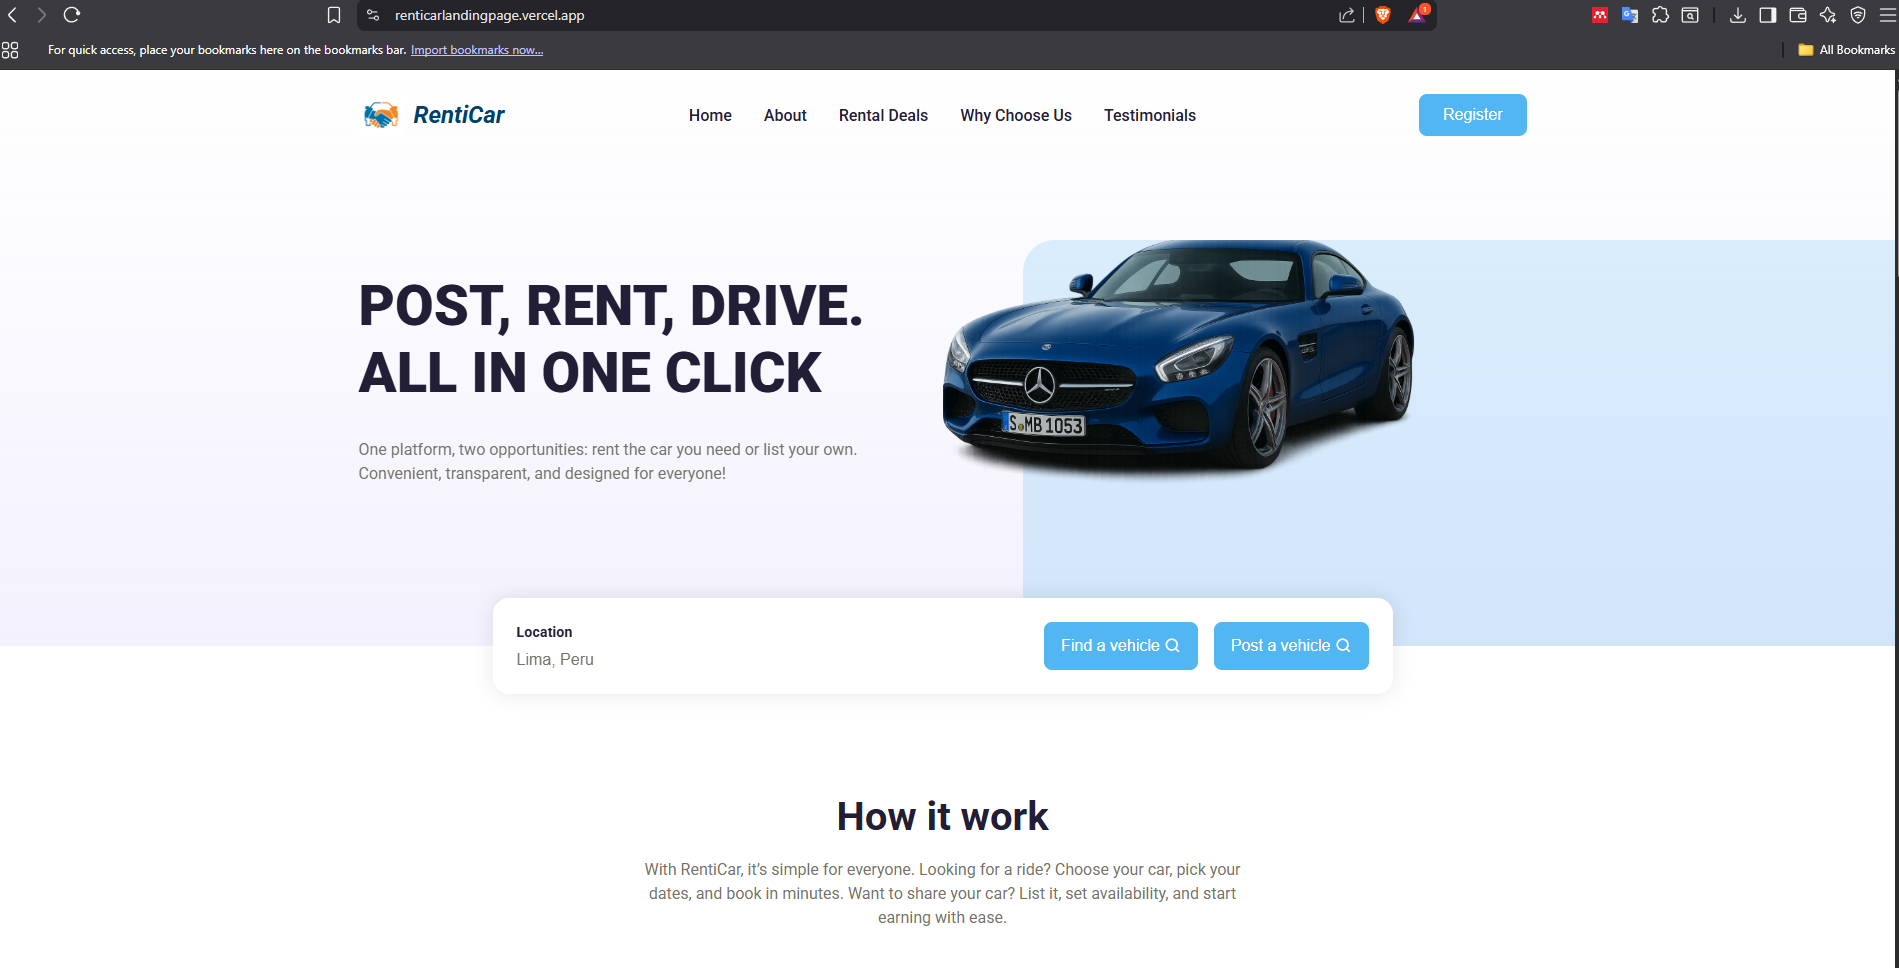 renticarlandingpage.vercel.app
1
For quick access, place your bookmarks here on the bookmarks bar. Import bookmarks now...
All Bookmarks
RentiCar
Home
About
Rental Deals
Why Choose Us
Testimonials
Register
POST, RENT, DRIVE.
ALL IN ONE CLICK
One platform, two opportunities: rent the car you need or list your own.
Convenient, transparent, and designed for everyone!
S MB 1053
Location
Lima, Peru
Find a vehicle
Post a vehicle
How it work
With RentiCar, it’s simple for everyone. Looking for a ride? Choose your car, pick your
dates, and book in minutes. Want to share your car? List it, set availability, and start
earning with ease.